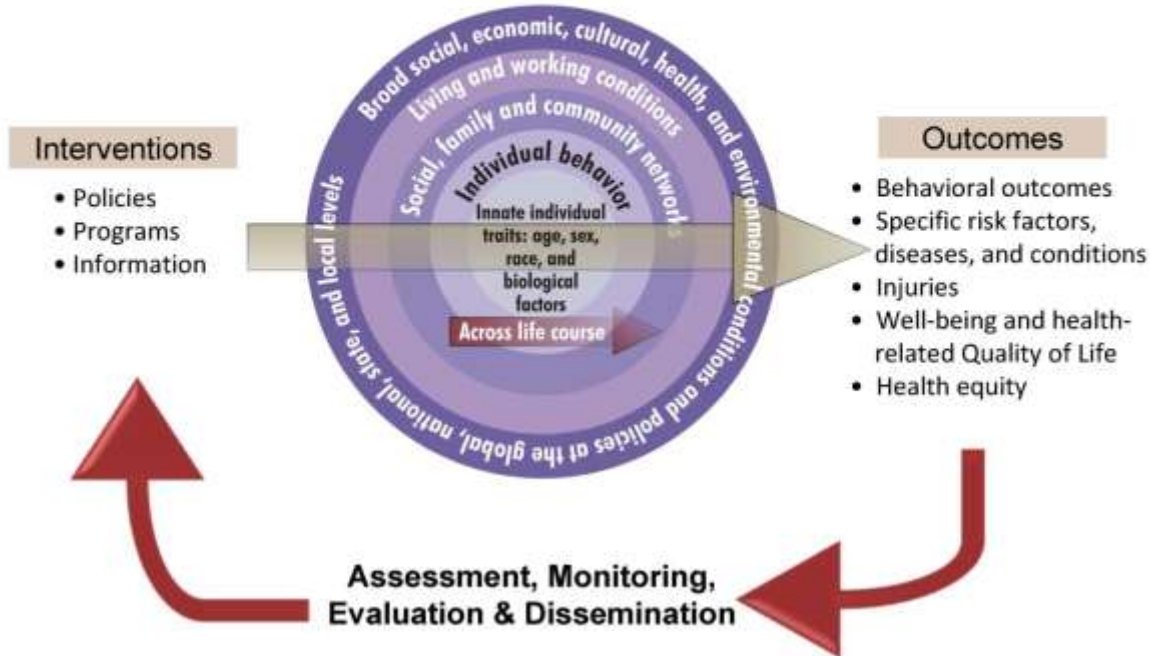 Interventions
• Policies
• Programs
• Information
Broad social, economic, cultural, health, and environmental conditions and policies at the global, national, state, and local levels
Living and working conditions
Social, family and community networks
Individual behavior
Innate individual
traits: age, sex,
race, and
biological
factors
Across life course
Outcomes
• Behavioral outcomes
• Specific risk factors,
diseases, and conditions
• Injuries
• Well-being and health-
related Quality of Life
• Health equity
Assessment, Monitoring,
Evaluation & Dissemination